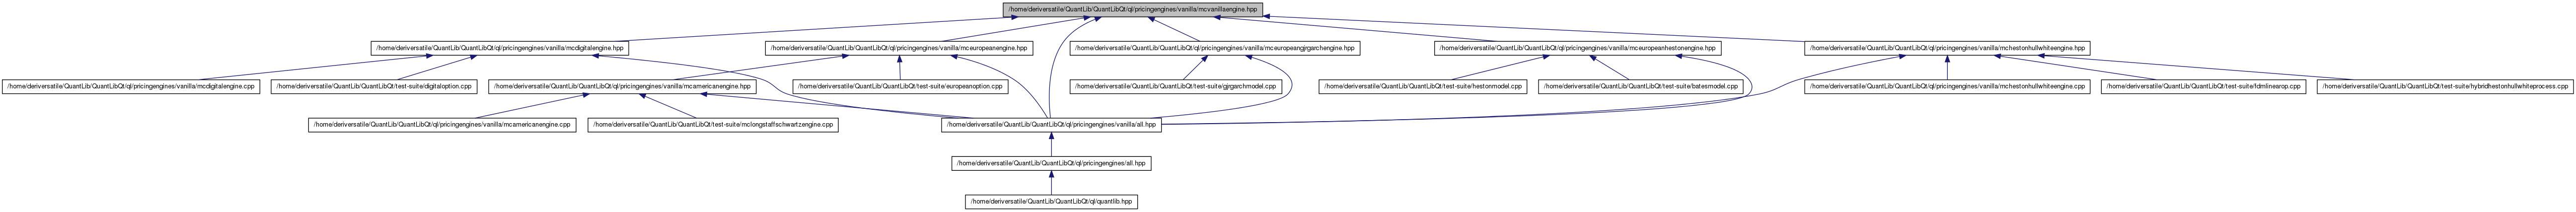 /home/deriversatile/QuantLib/QuantLibQt/ql/pricingengines/vanilla/mcvanillaengine.hpp
/home/deriversatile/QuantLib/QuantLibQt/ql/pricingengines/vanilla/mcdigitalengine.hpp
/home/deriversatile/QuantLib/QuantLibQt/ql/pricingengines/vanilla/mceuropeanengine.hpp
/home/deriversatile/QuantLib/QuantLibQt/ql/pricingengines/vanilla/mceuropeangjrgarchengine.hpp
/home/deriversatile/QuantLib/QuantLibQt/ql/pricingengines/vanilla/mceuropeanhestonengine.hpp
/home/deriversatile/QuantLib/QuantLibQt/ql/pricingengines/vanilla/mchestonhullwhiteengine.hpp
/home/deriversatile/QuantLib/QuantLibQt/ql/pricingengines/vanilla/mcdigitalengine.cpp
/home/deriversatile/QuantLib/QuantLibQt/test-suite/digitaloption.cpp
/home/deriversatile/QuantLib/QuantLibQt/ql/pricingengines/vanilla/mcamericanengine.hpp
/home/deriversatile/QuantLib/QuantLibQt/test-suite/europeanoption.cpp
/home/deriversatile/QuantLib/QuantLibQt/test-suite/gjrgarchmodel.cpp
/home/deriversatile/QuantLib/QuantLibQt/test-suite/hestonmodel.cpp
/home/deriversatile/QuantLib/QuantLibQt/test-suite/batesmodel.cpp
/home/deriversatile/QuantLib/QuantLibQt/ql/pricingengines/vanilla/mchestonhullwhiteengine.cpp
/home/deriversatile/QuantLib/QuantLibQt/test-suite/fdmlinearop.cpp
/home/deriversatile/QuantLib/QuantLibQt/test-suite/hybridhestonhullwhiteprocess.cpp
/home/deriversatile/QuantLib/QuantLibQt/ql/pricingengines/vanilla/mcamericanengine.cpp
/home/deriversatile/QuantLib/QuantLibQt/test-suite/mclongstaffschwartzengine.cpp
/home/deriversatile/QuantLib/QuantLibQt/ql/pricingengines/vanilla/all.hpp
/home/deriversatile/QuantLib/QuantLibQt/ql/pricingengines/all.hpp
/home/deriversatile/QuantLib/QuantLibQt/ql/quantlib.hpp